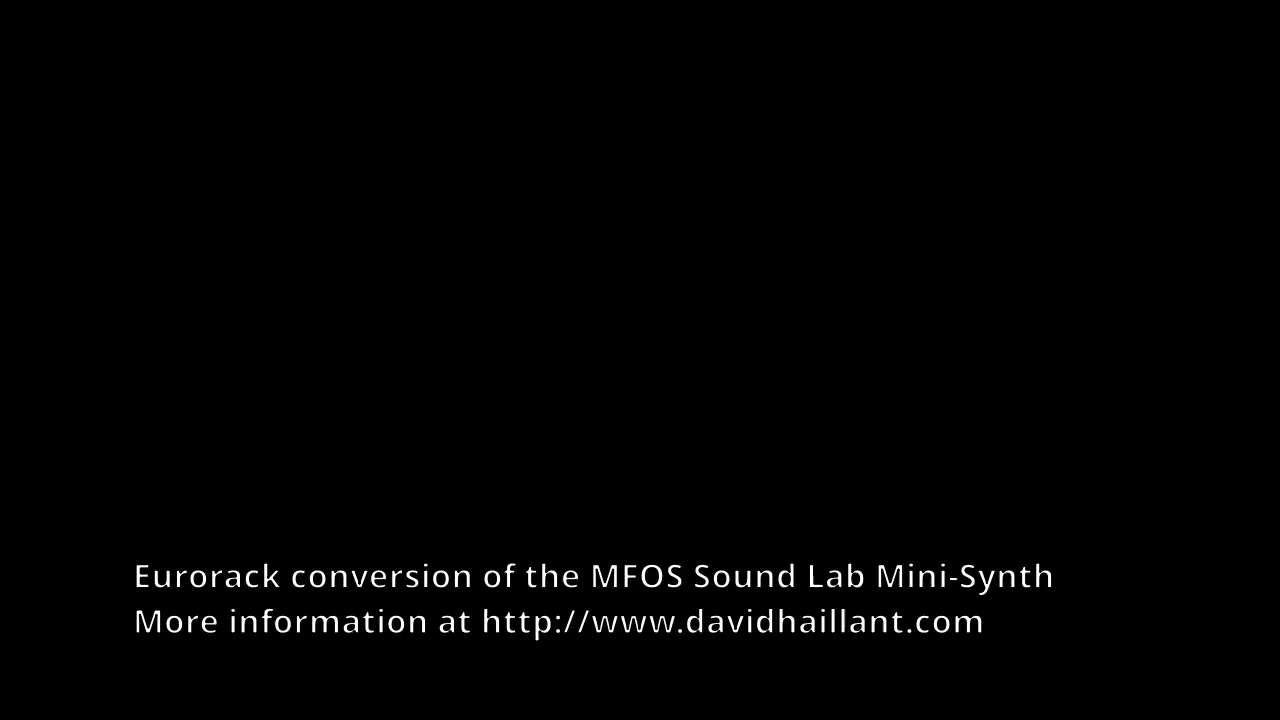 Eurorack conversion of the MFOS Sound Lab Mini-Synth
More information at http://www.davidhaillant.com